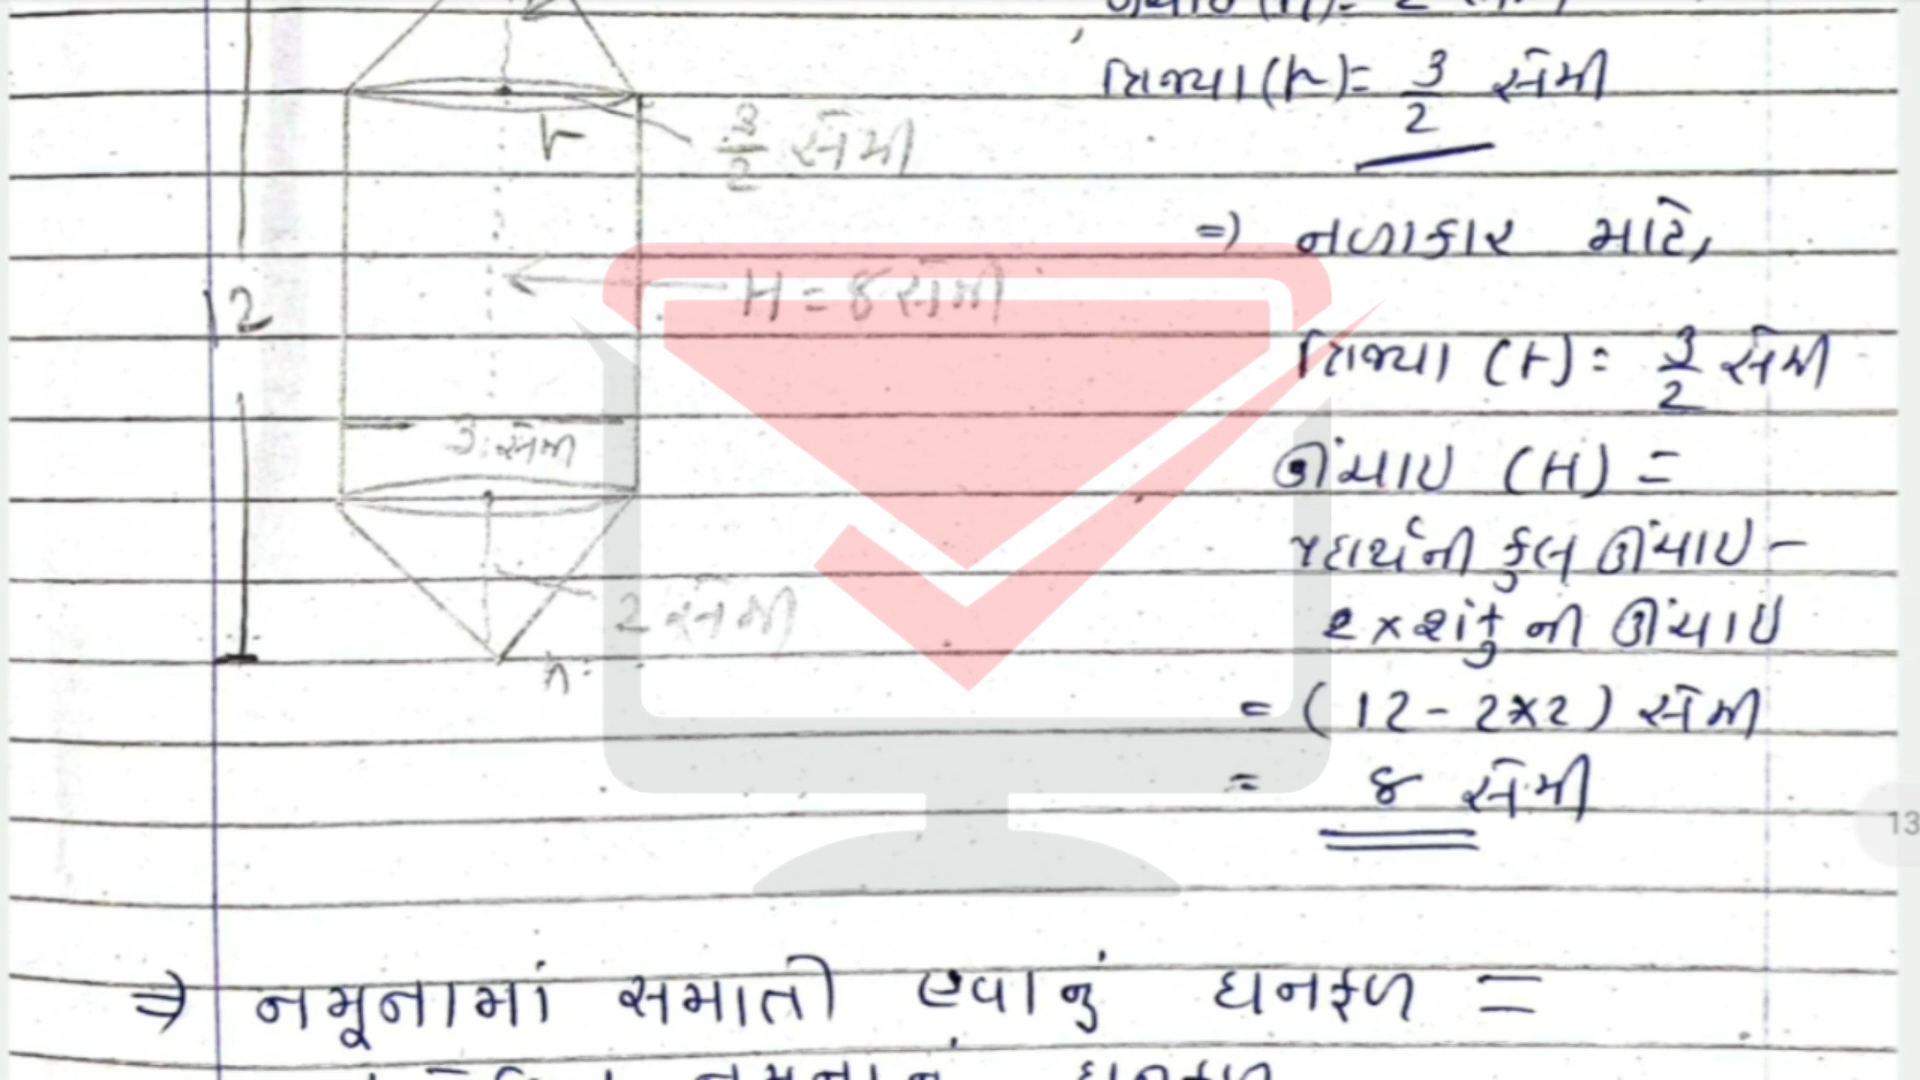 ત્રિજ્યા (r) = 3/2 સેમી
r
3/2 સેમી
⇒ નળાકાર માટે,
H = 8 સેમી
12
ત્રિજ્યા (r) = 3/2 સેમી
3 સેમી
ઊંચાઇ (H) =
પદાર્થની કુલ ઊંચાઇ -
2 × શંકુ ની ઊંચાઇ
2 સેમી
h =
= (12 - 2×2) સેમી
= 8 સેમી
13
⇒ નમૂનામાં સમાતી હવાનું ઘનફળ =